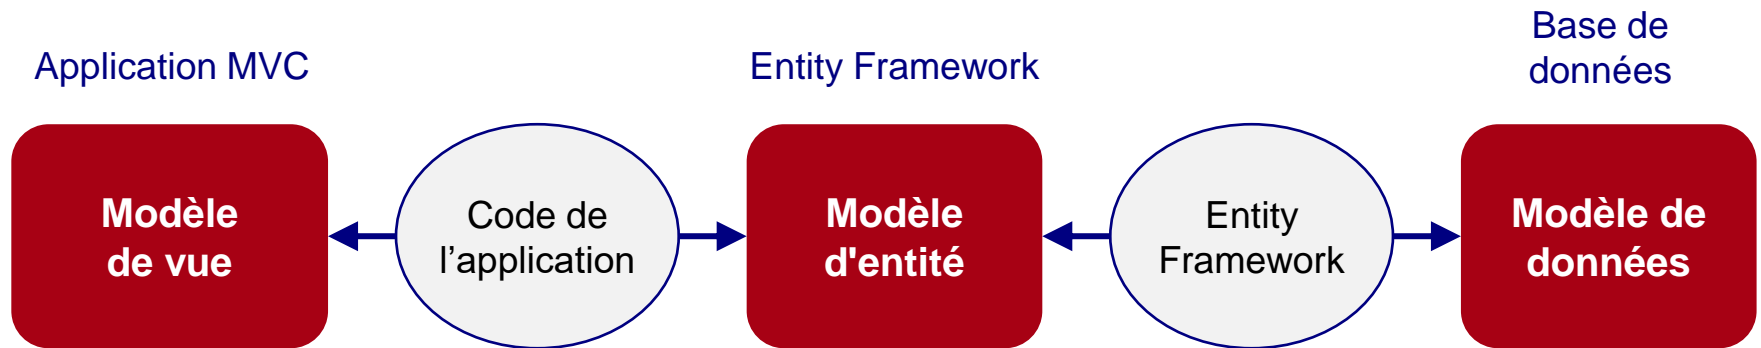 Application MVC
Entity Framework
Base de
données
Modèle
de vue
Code de
l’application
Modèle
d'entité
Entity
Framework
Modèle de
données